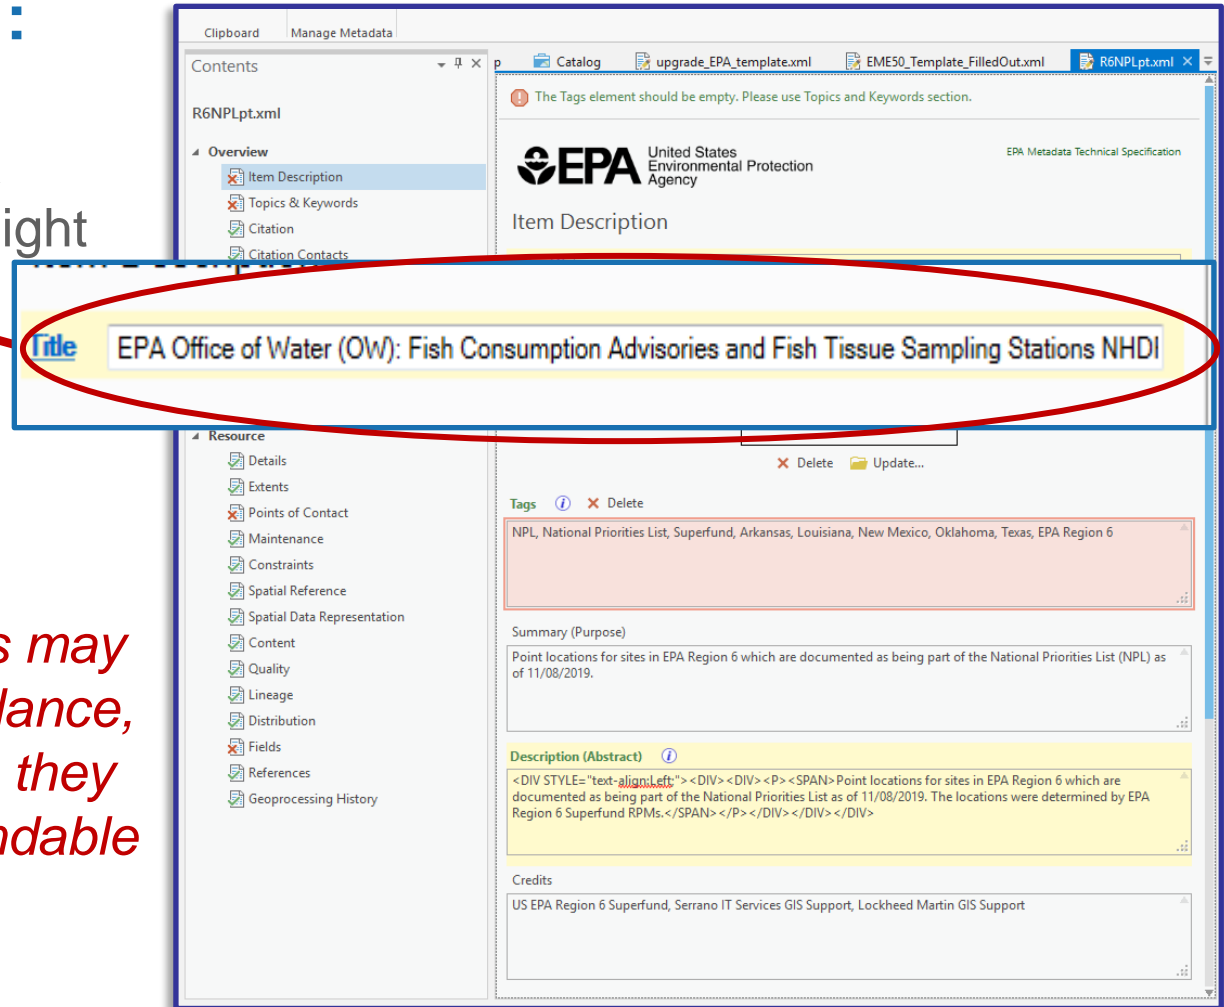 :
ight
s may
lance,
they
ndable
Clipboard
Manage Metadata
Contents
p
Catalog
upgrade_EPA_template.xml
EME50_Template_FilledOut.xml
R6NPLpt.xml
R6NPLpt.xml
Overview
Item Description
Topics & Keywords
Citation
Citation Contacts
The Tags element should be empty. Please use Topics and Keywords section.
EPA
United States
Environmental Protection
Agency
EPA Metadata Technical Specification
Item Description
Title
EPA Office of Water (OW): Fish Consumption Advisories and Fish Tissue Sampling Stations NHDI
Resource
Details
Extents
Points of Contact
Maintenance
Constraints
Spatial Reference
Spatial Data Representation
Content
Quality
Lineage
Distribution
Fields
References
Geoprocessing History
Delete
Update...
Tags
Delete
NPL, National Priorities List, Superfund, Arkansas, Louisiana, New Mexico, Oklahoma, Texas, EPA Region 6
Summary (Purpose)
Point locations for sites in EPA Region 6 which are documented as being part of the National Priorities List (NPL) as
of 11/08/2019.
Description (Abstract)
<DIV STYLE="text-align:Left;"><DIV><DIV><P><SPAN>Point locations for sites in EPA Region 6 which are
documented as being part of the National Priorities List as of 11/08/2019. The locations were determined by EPA
Region 6 Superfund RPMs.</SPAN></P></DIV></DIV></DIV>
Credits
US EPA Region 6 Superfund, Serrano IT Services GIS Support, Lockheed Martin GIS Support